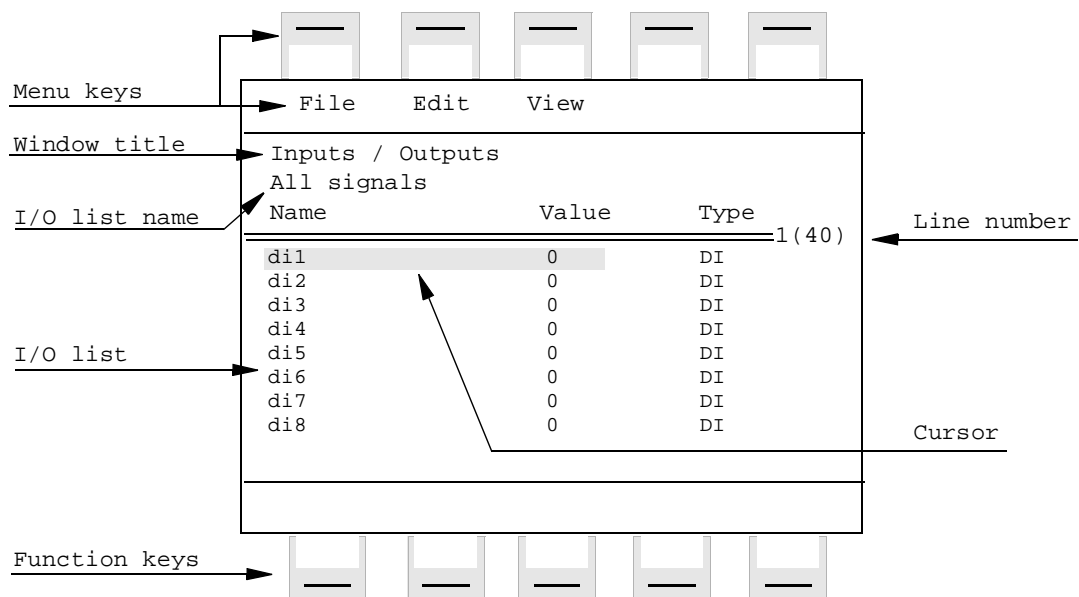 Menu keys
File Edit View
Window title
Inputs / Outputs
All signals
I/O list name
Name Value Type
1(40)
Line number
di1 0 DI
di2 0 DI
di3 0 DI
di4 0 DI
di5 0 DI
di6 0 DI
di7 0 DI
di8 0 DI
I/O list
Cursor
Function keys